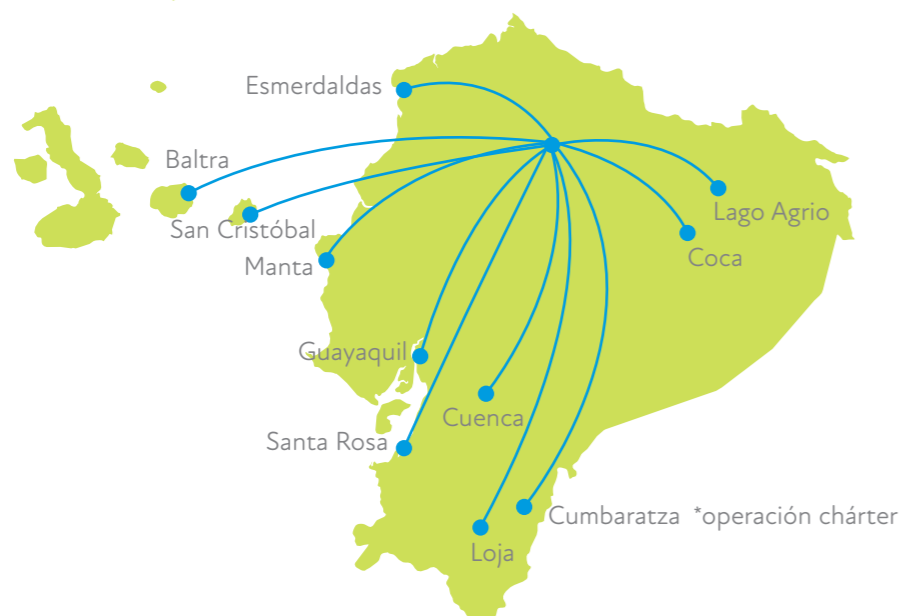 Esmerdaldas
Baltra
Lago Agrio
San Cristóbal
Coca
Manta
Guayaquil
Cuenca
Santa Rosa
Cumbaratza *operación chárter
Loja